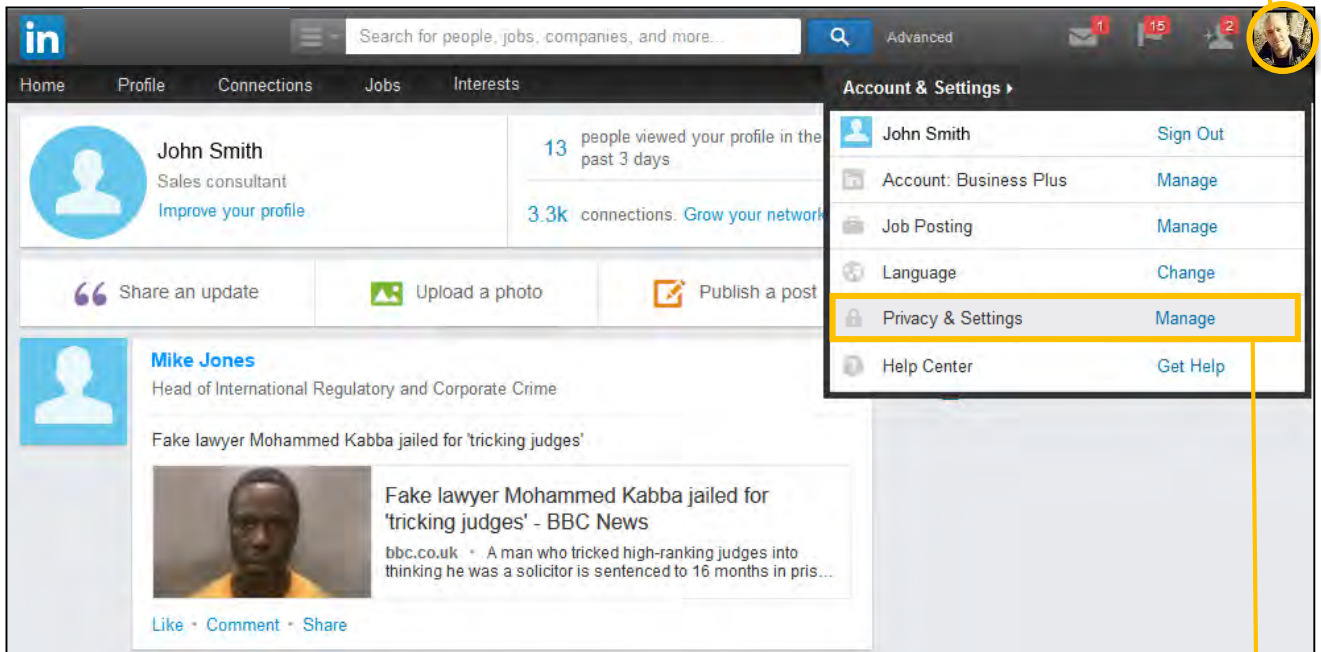 in
Search for people, jobs, companies, and more...
Advanced
1
15
2
Home Profile Connections Jobs Interests
Account & Settings
John Smith
Sales consultant
Improve your profile
13 people viewed your profile in the
past 3 days
3.3k connections. Grow your network
John Smith Sign Out
Account: Business Plus Manage
Job Posting Manage
Language Change
Privacy & Settings Manage
Help Center Get Help
Share an update
Upload a photo
Publish a post
Mike Jones
Head of International Regulatory and Corporate Crime
Fake lawyer Mohammed Kabba jailed for 'tricking judges'
Fake lawyer Mohammed Kabba jailed for
'tricking judges' - BBC News
bbc.co.uk • A man who tricked high-ranking judges into
thinking he was a solicitor is sentenced to 16 months in pris...
Like • Comment • Share